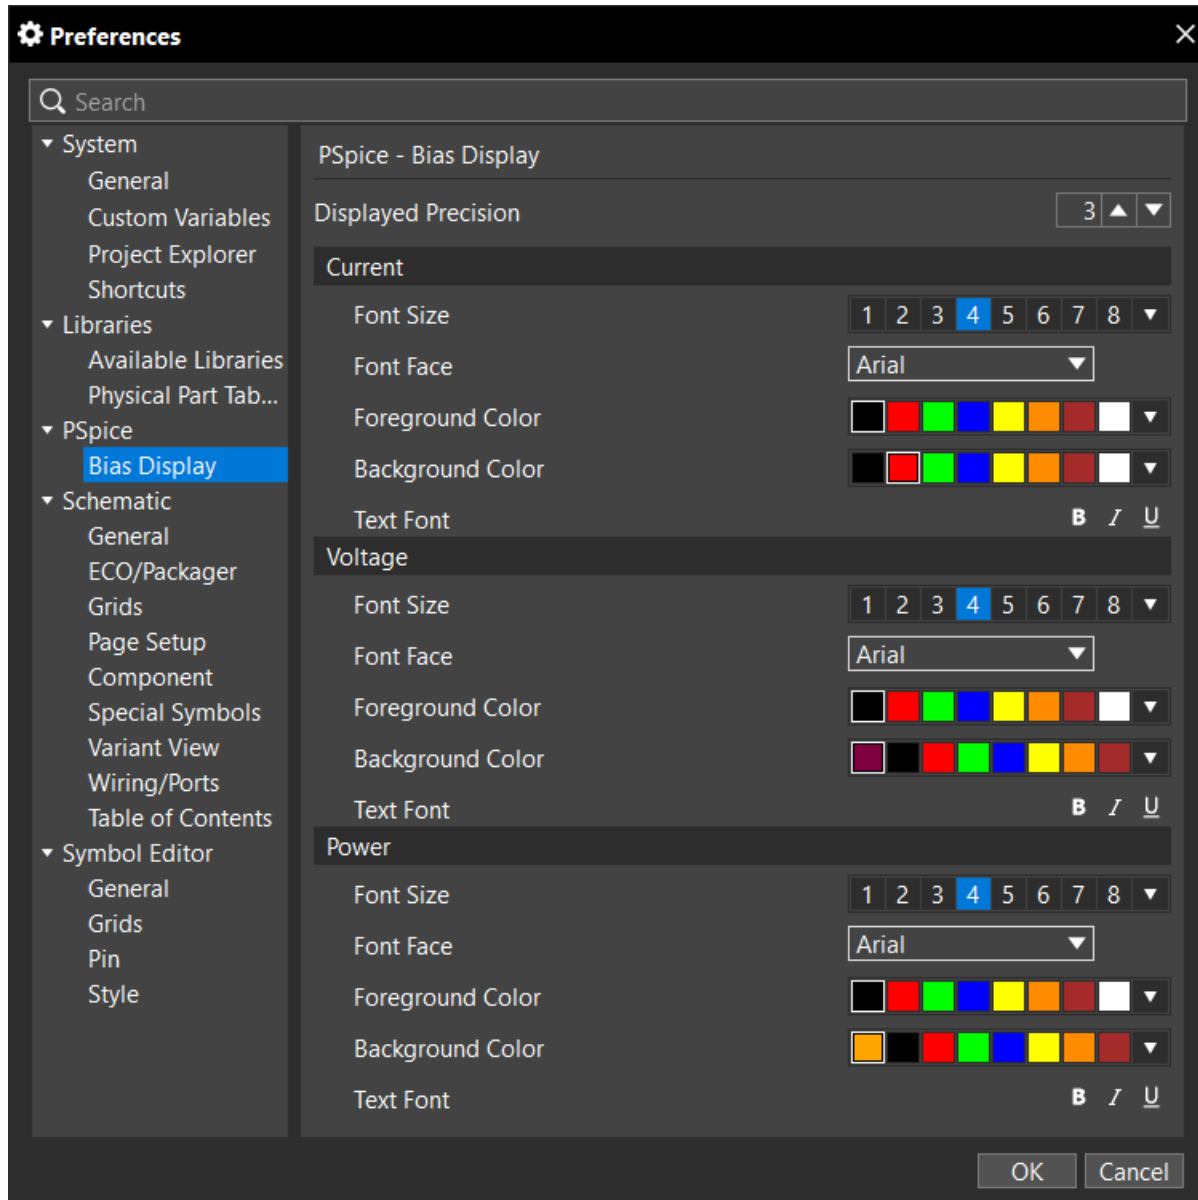 Preferences
Search
System
General
Custom Variables
Project Explorer
Shortcuts
Libraries
Available Libraries
Physical Part Tab...
PSpice
Bias Display
Schematic
General
ECO/Packager
Grids
Page Setup
Component
Special Symbols
Variant View
Wiring/Ports
Table of Contents
Symbol Editor
General
Grids
Pin
Style
PSpice - Bias Display
Displayed Precision 3
Current
Font Size 1 2 3 4 5 6 7 8
Font Face Arial
Foreground Color
Background Color
Text Font B I U
Voltage
Font Size 1 2 3 4 5 6 7 8
Font Face Arial
Foreground Color
Background Color
Text Font B I U
Power
Font Size 1 2 3 4 5 6 7 8
Font Face Arial
Foreground Color
Background Color
Text Font B I U
OK Cancel